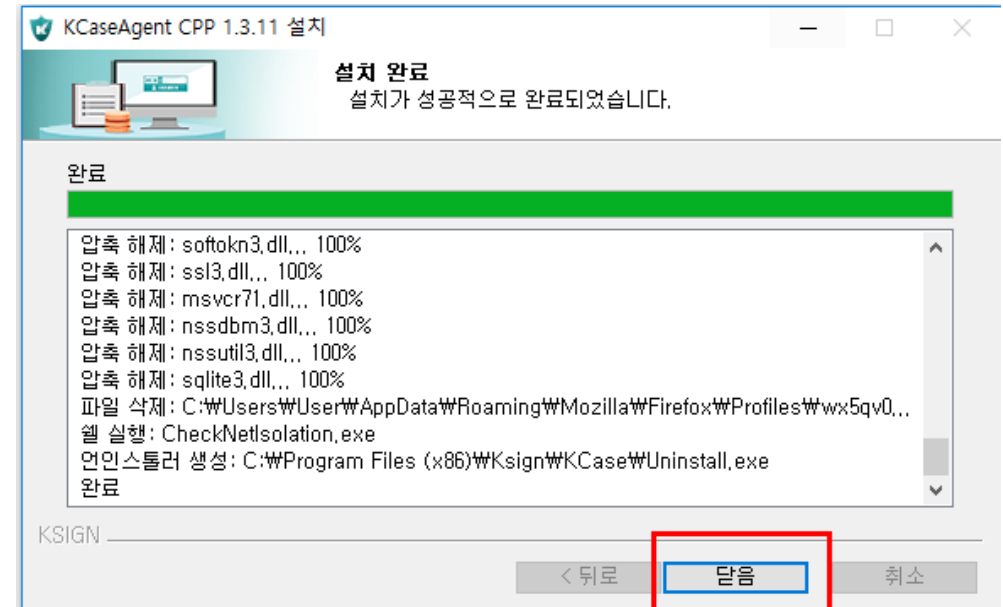 KCaseAgent CPP 1.3.11 설치
설치 완료
설치가 성공적으로 완료되었습니다.
완료
압축 해제: softokn3.dll... 100%
압축 해제: ssl3.dll... 100%
압축 해제: msvcr71.dll... 100%
압축 해제: nssdbm3.dll... 100%
압축 해제: nssutil3.dll... 100%
압축 해제: sqlite3.dll... 100%
파일 삭제: C:₩Users₩User₩AppData₩Roaming₩Mozilla₩Firefox₩Profiles₩wx5qv0...
쉘 실행: CheckNetIsolation.exe
언인스톨러 생성: C:₩Program Files (x86)₩Ksign₩KCase₩Uninstall.exe
완료
KSIGN
< 뒤로 닫음 취소